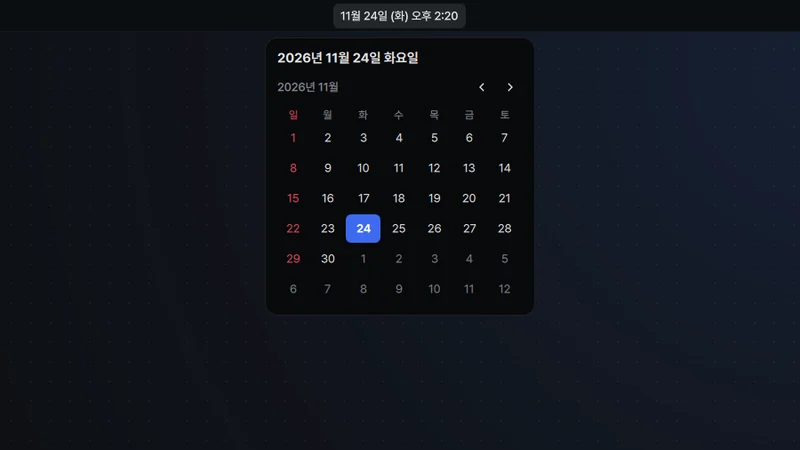 11월 24일 (화) 오후 2:20
2026년 11월 24일 화요일
2026년 11월
일 월 화 수 목 금 토
1 2 3 4 5 6 7
8 9 10 11 12 13 14
15 16 17 18 19 20 21
22 23 24 25 26 27 28
29 30 1 2 3 4 5
6 7 8 9 10 11 12